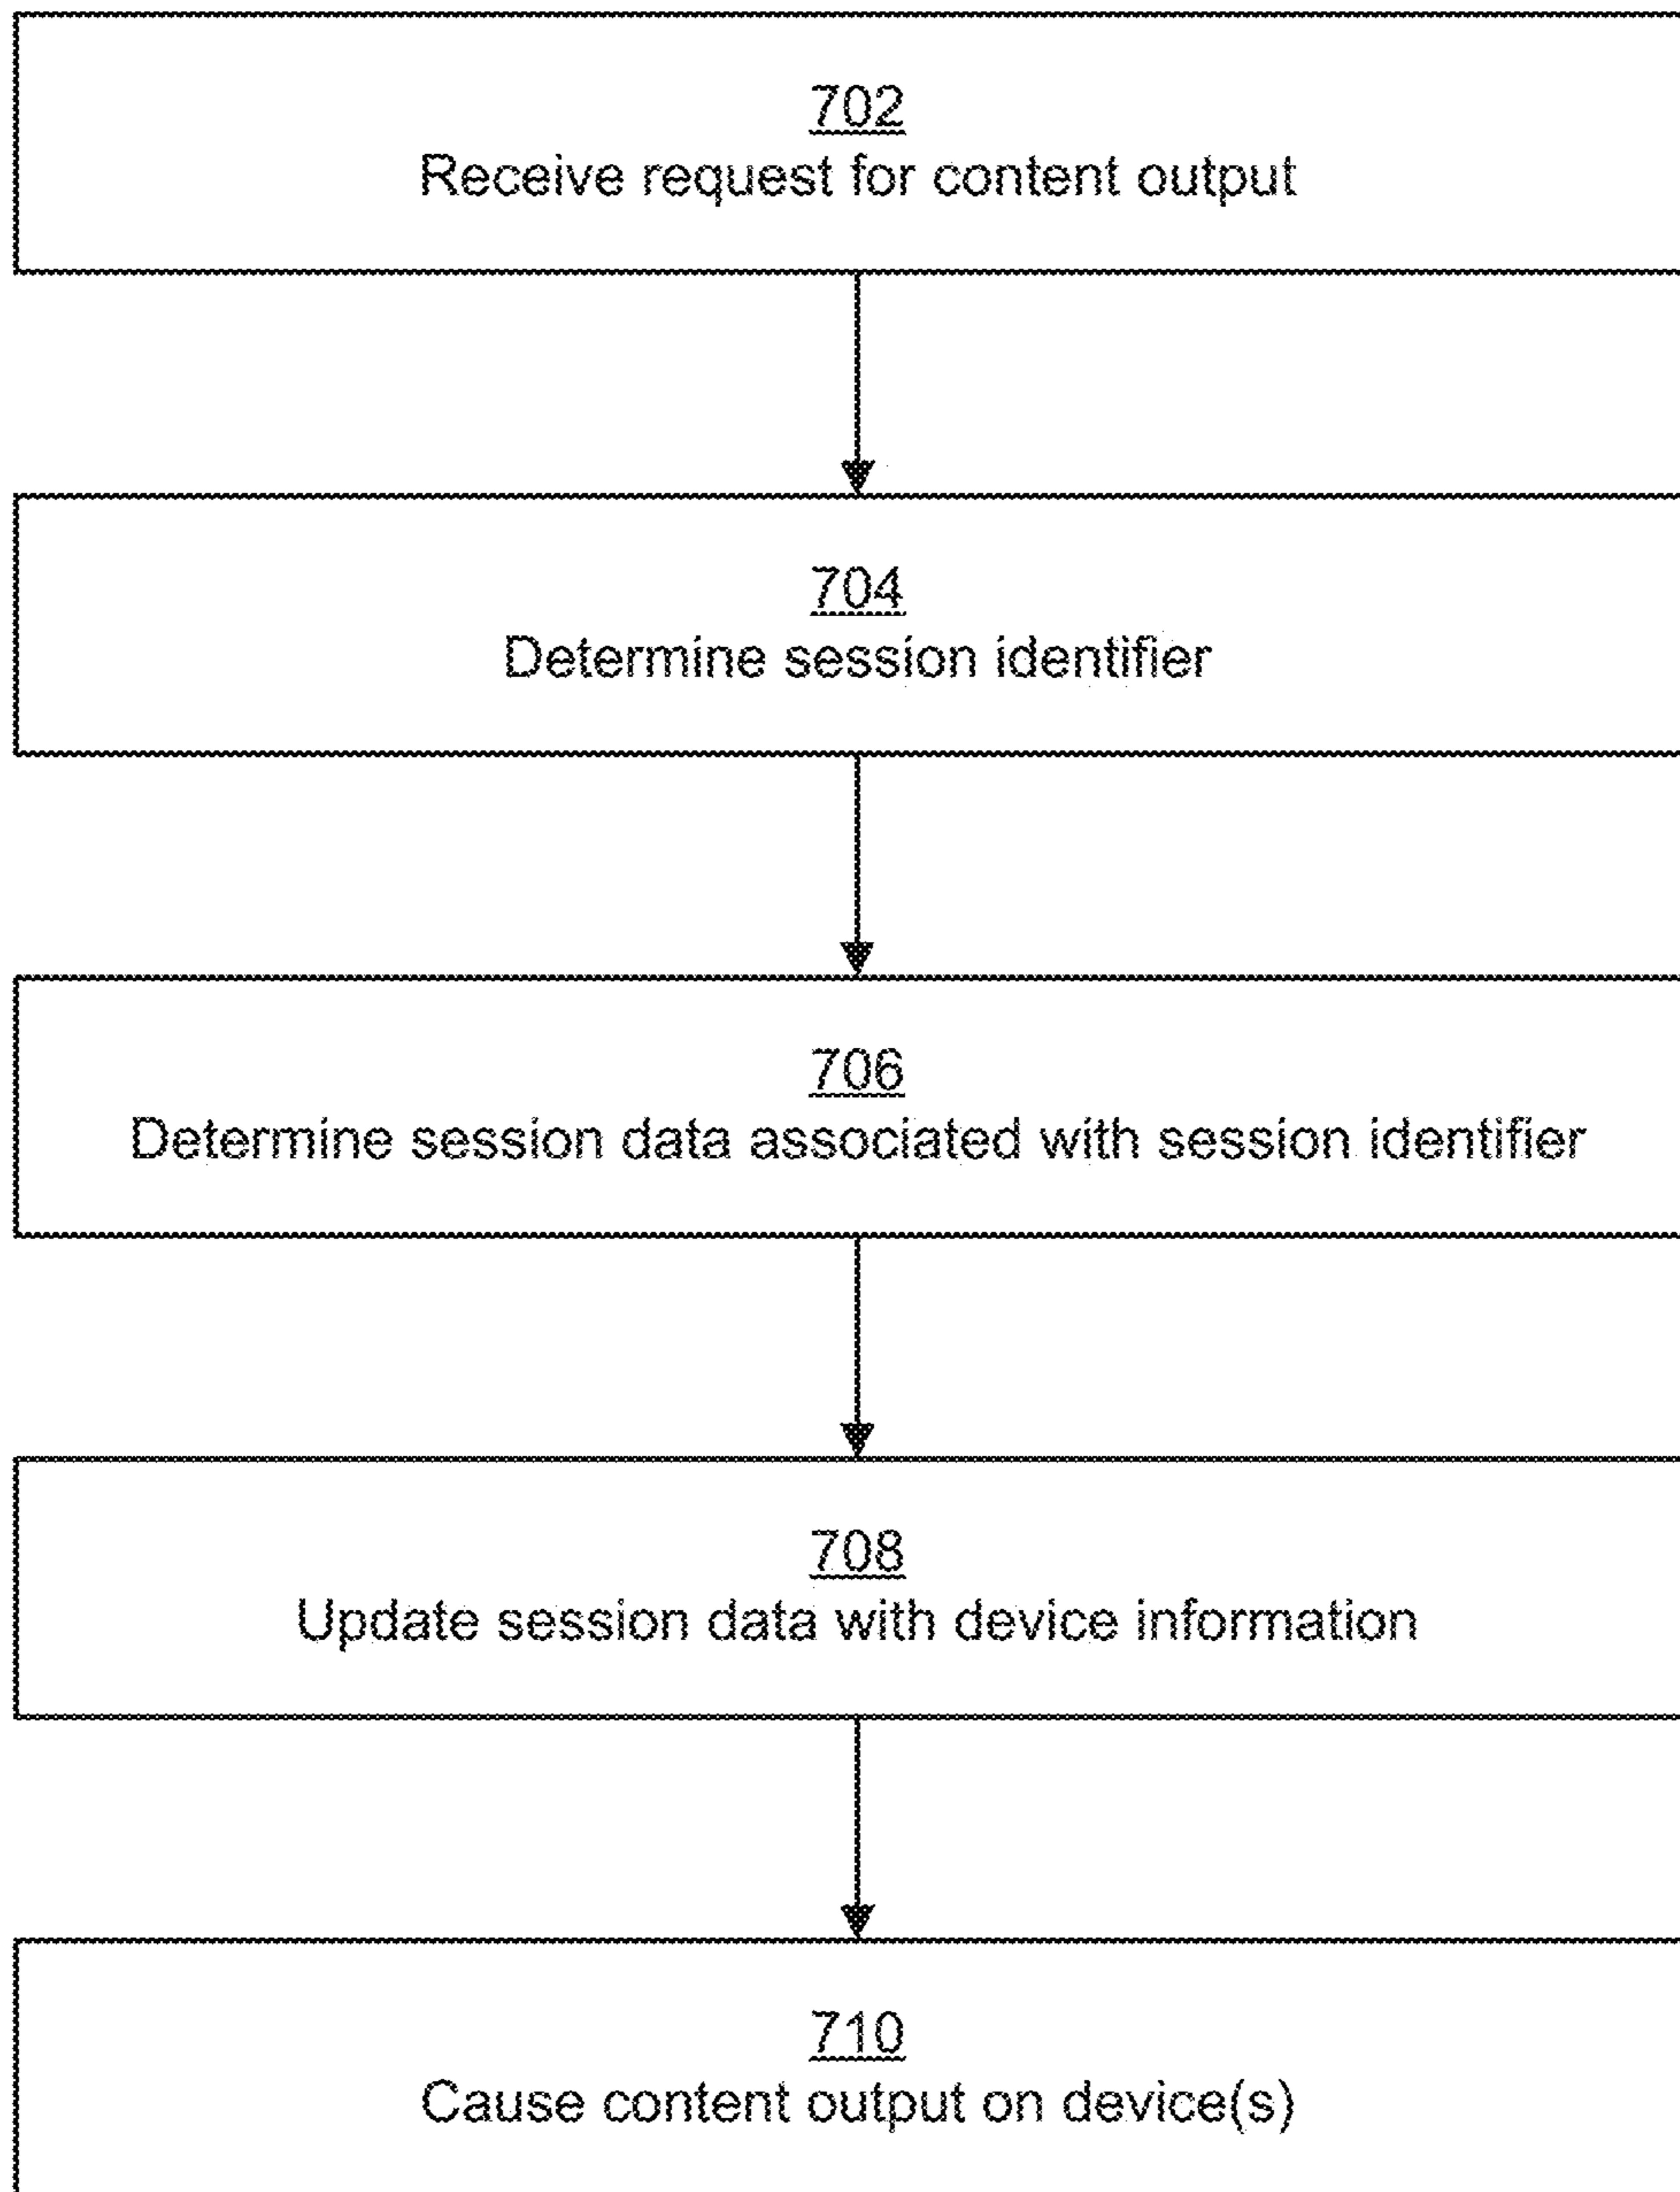 702
Receive request for content output
704
Determine session identifier
706
Determine session data associated with session identifier
708
Update session data with device information
710
Cause content output on device(s)